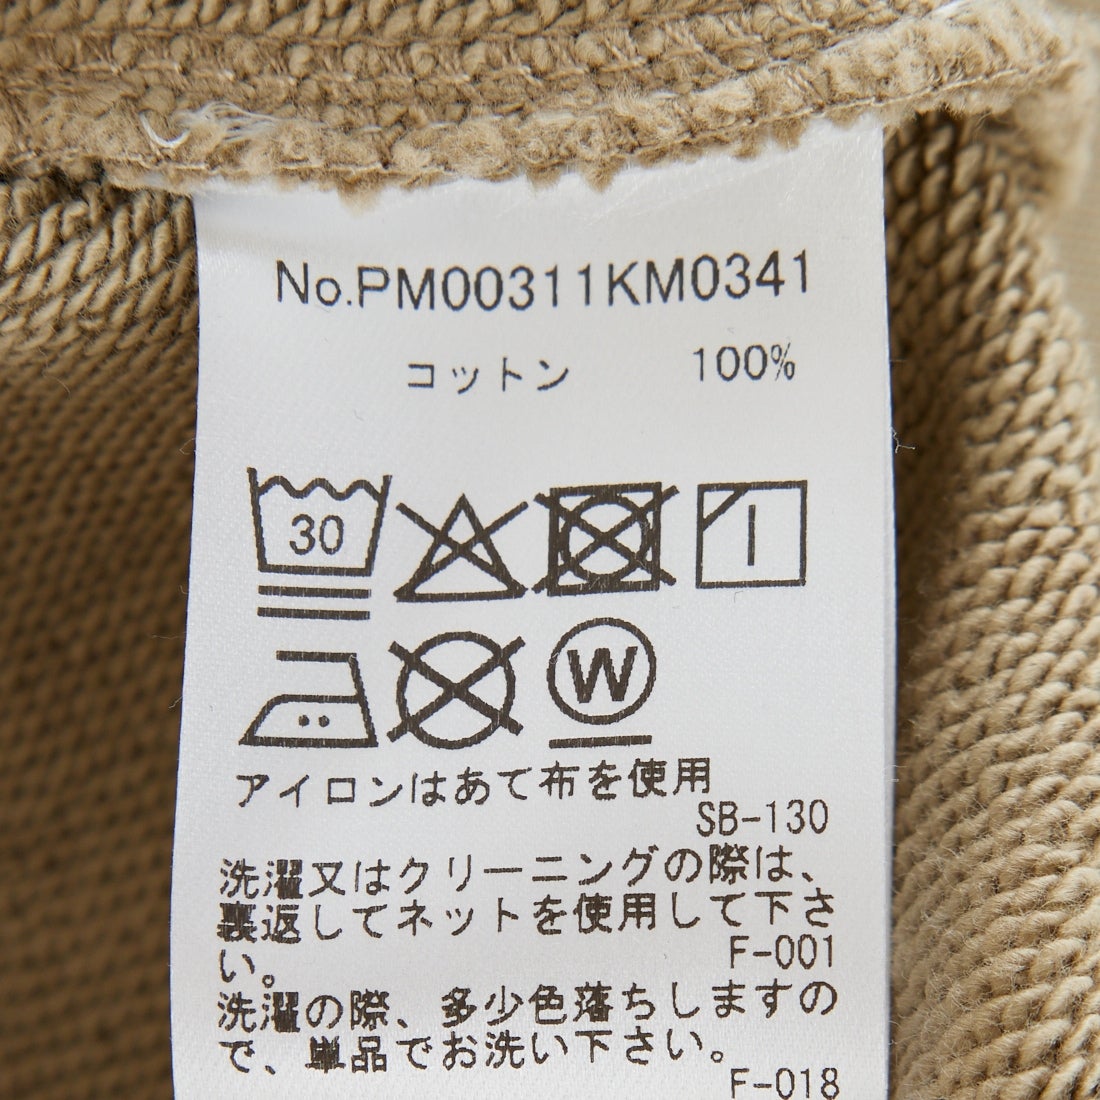 No.PM00311KM0341
コットン 100%
30
W
アイロンはあて布を使用
SB-130
洗濯又はクリーニングの際は、
裏返してネットを使用して下さ
F-001
い。
洗濯の際、多少色落ちしますの
で、単品でお洗い下さい。
F-018